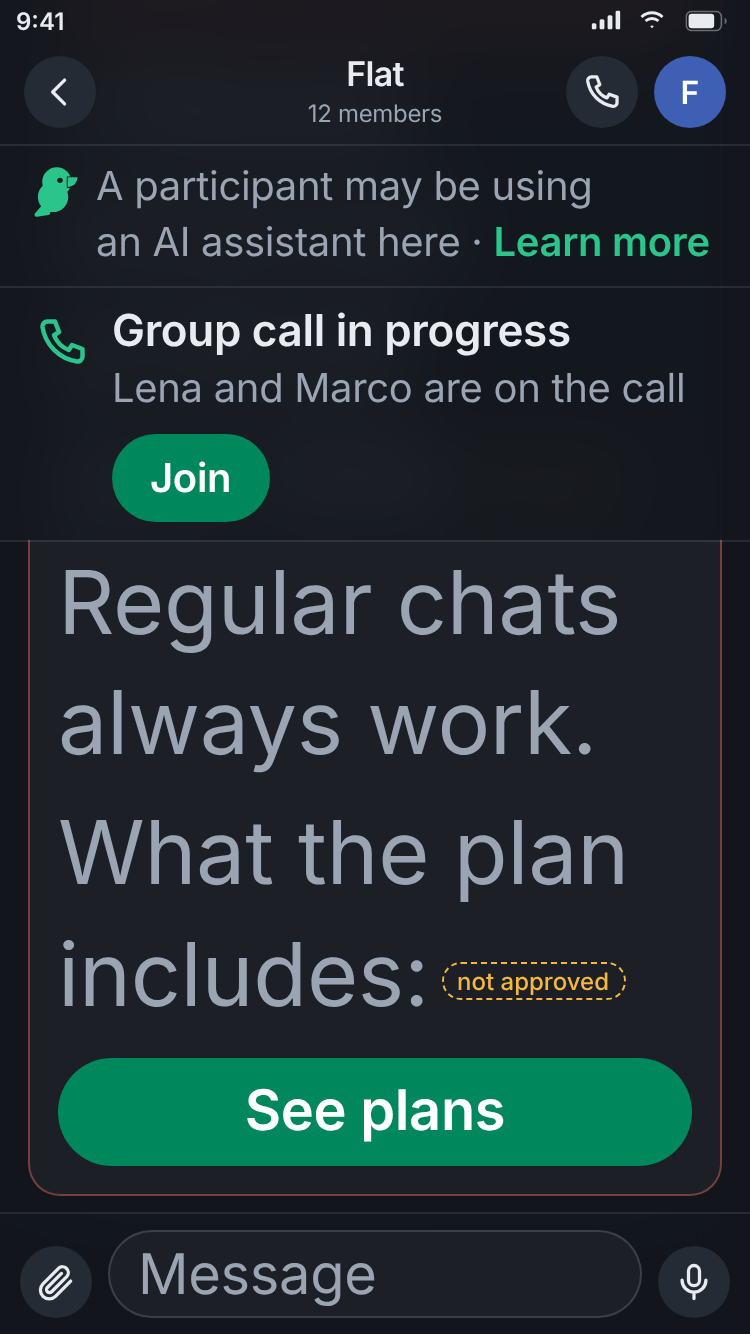 9:41
Flat
12 members
F
A participant may be using
an AI assistant here · Learn more
Group call in progress
Lena and Marco are on the call
Join
Regular chats
always work.
What the plan
includes: not approved
See plans
Message